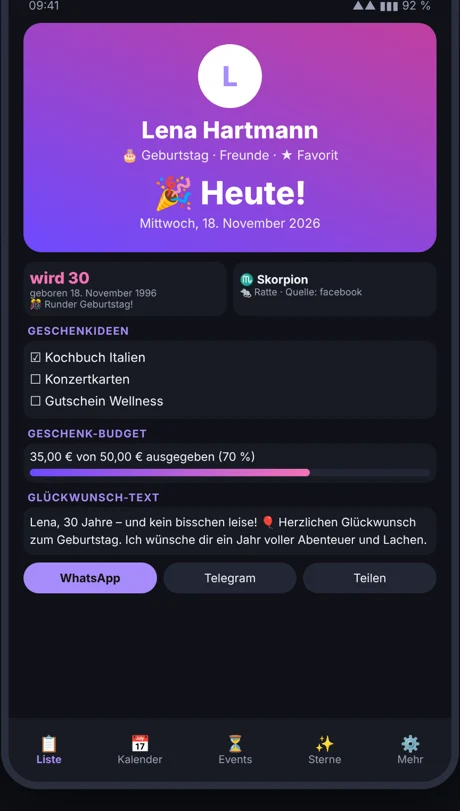 09:41 92 %
L
Lena Hartmann
🎂 Geburtstag · Freunde · ★ Favorit
🎉 Heute!
Mittwoch, 18. November 2026
wird 30
geboren 18. November 1996
🎊 Runder Geburtstag!
♏ Skorpion
🐀 Ratte · Quelle: facebook
GESCHENKIDEEN
☑ Kochbuch Italien
☐ Konzertkarten
☐ Gutschein Wellness
GESCHENK-BUDGET
35,00 € von 50,00 € ausgegeben (70 %)
GLÜCKWUNSCH-TEXT
Lena, 30 Jahre – und kein bisschen leise! 🎈 Herzlichen Glückwunsch
zum Geburtstag. Ich wünsche dir ein Jahr voller Abenteuer und Lachen.
WhatsApp Telegram Teilen
Liste Kalender Events Sterne Mehr